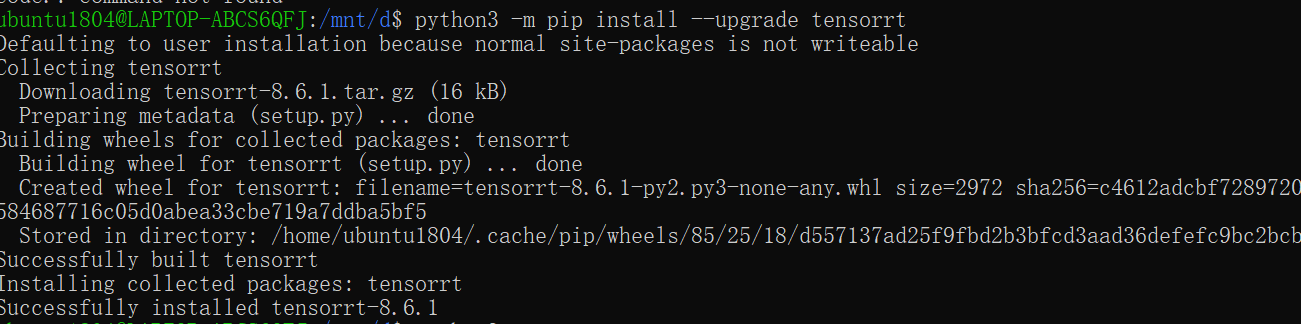 ubuntu1804@LAPTOP-ABCS6QFJ:/mnt/d$ python3 -m pip install --upgrade tensorrt
Defaulting to user installation because normal site-packages is not writeable
Collecting tensorrt
  Downloading tensorrt-8.6.1.tar.gz (16 kB)
  Preparing metadata (setup.py) ... done
Building wheels for collected packages: tensorrt
  Building wheel for tensorrt (setup.py) ... done
  Created wheel for tensorrt: filename=tensorrt-8.6.1-py2.py3-none-any.whl size=2972 sha256=c4612adcbf7289720
584687716c05d0abea33cbe719a7ddba5bf5
  Stored in directory: /home/ubuntu1804/.cache/pip/wheels/85/25/18/d557137ad25f9fbd2b3bfcd3aad36defefc9bc2bcb
Successfully built tensorrt
Installing collected packages: tensorrt
Successfully installed tensorrt-8.6.1